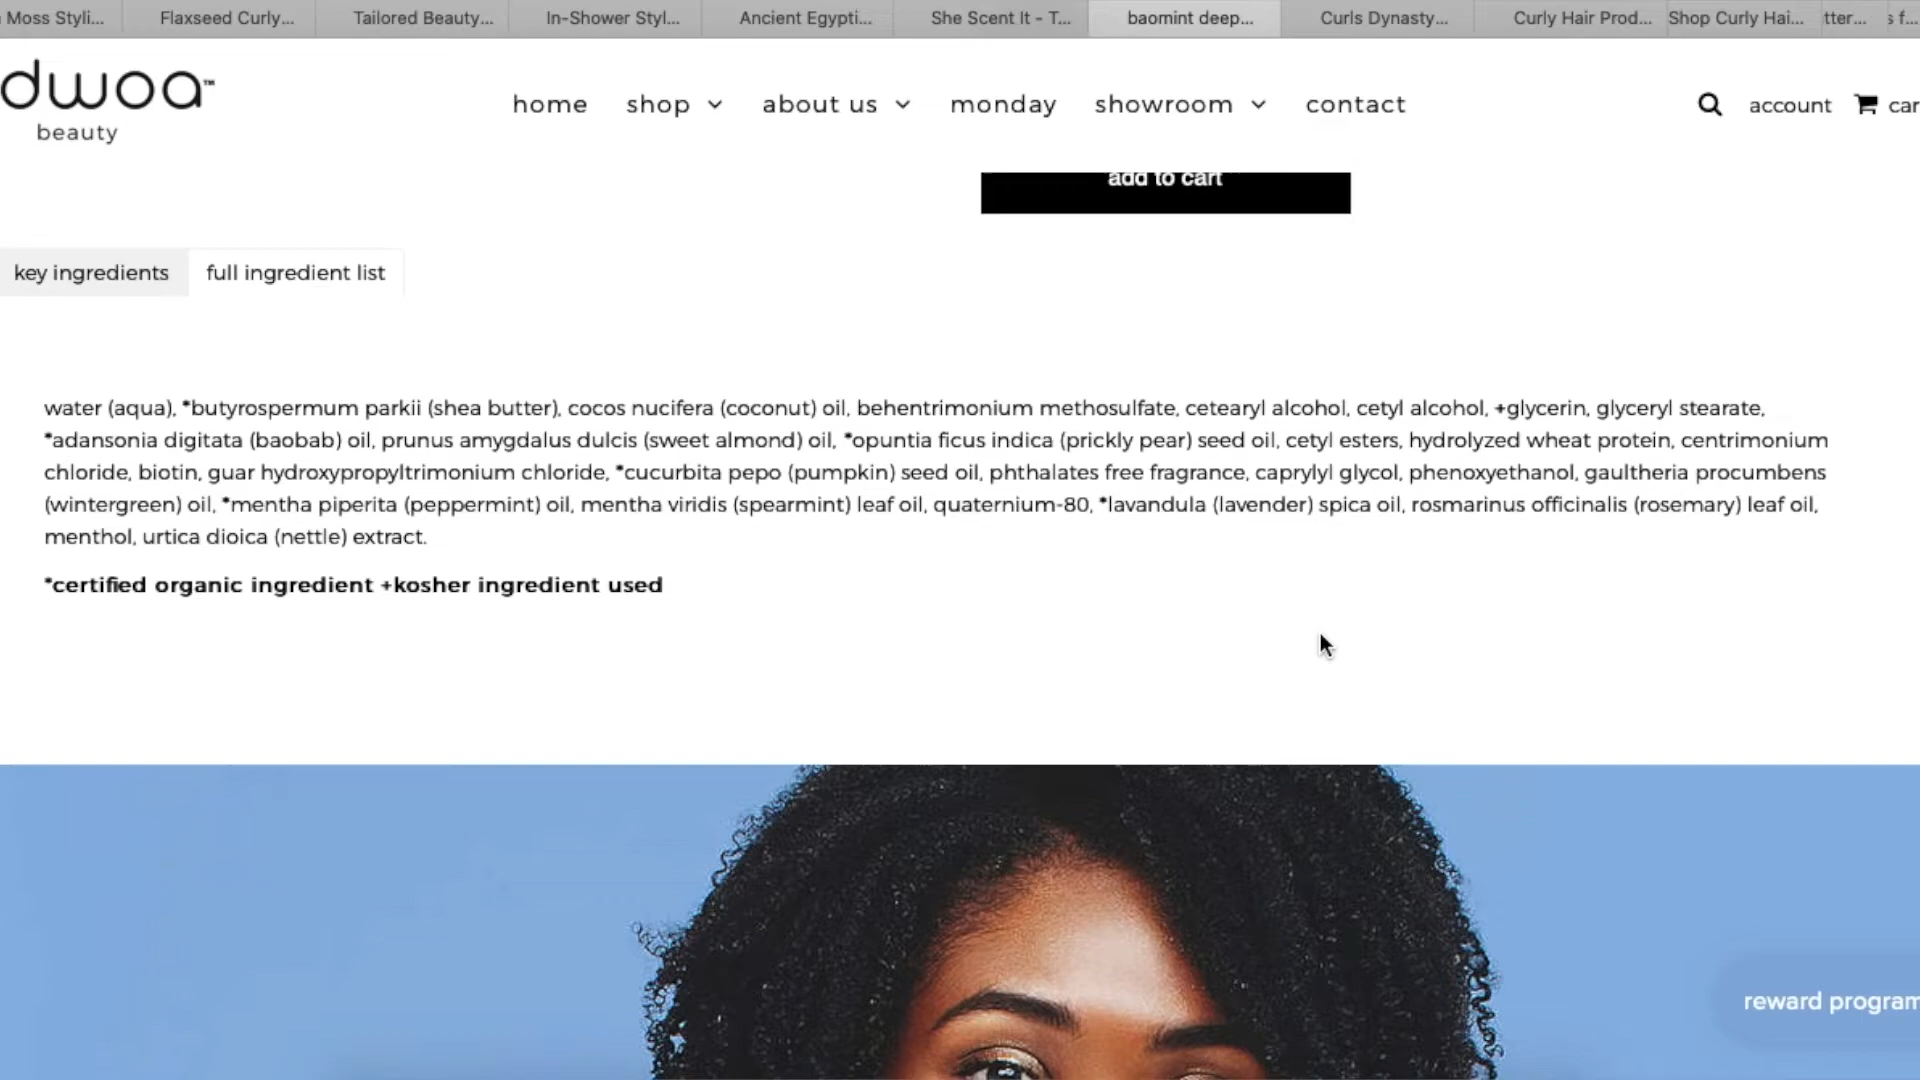 Moss Styli...
Flaxseed Curly...
Tailored Beauty...
In-Shower Styl...
Ancient Egypti...
She Scent It - T...
baomint deep...
Curls Dynasty...
Curly Hair Prod...
Shop Curly Hai...
tter...
s f...
dwoa™
beauty
home
shop
about us
monday
showroom
contact
account
car
add to cart
key ingredients
full ingredient list
water (aqua), *butyrospermum parkii (shea butter), cocos nucifera (coconut) oil, behentrimonium methosulfate, cetearyl alcohol, cetyl alcohol, +glycerin, glyceryl stearate,
*adansonia digitata (baobab) oil, prunus amygdalus dulcis (sweet almond) oil, *opuntia ficus indica (prickly pear) seed oil, cetyl esters, hydrolyzed wheat protein, centrimonium
chloride, biotin, guar hydroxypropyltrimonium chloride, *cucurbita pepo (pumpkin) seed oil, phthalates free fragrance, caprylyl glycol, phenoxyethanol, gaultheria procumbens
(wintergreen) oil, *mentha piperita (peppermint) oil, mentha viridis (spearmint) leaf oil, quaternium-80, *lavandula (lavender) spica oil, rosmarinus officinalis (rosemary) leaf oil,
menthol, urtica dioica (nettle) extract.
*certified organic ingredient +kosher ingredient used
reward program